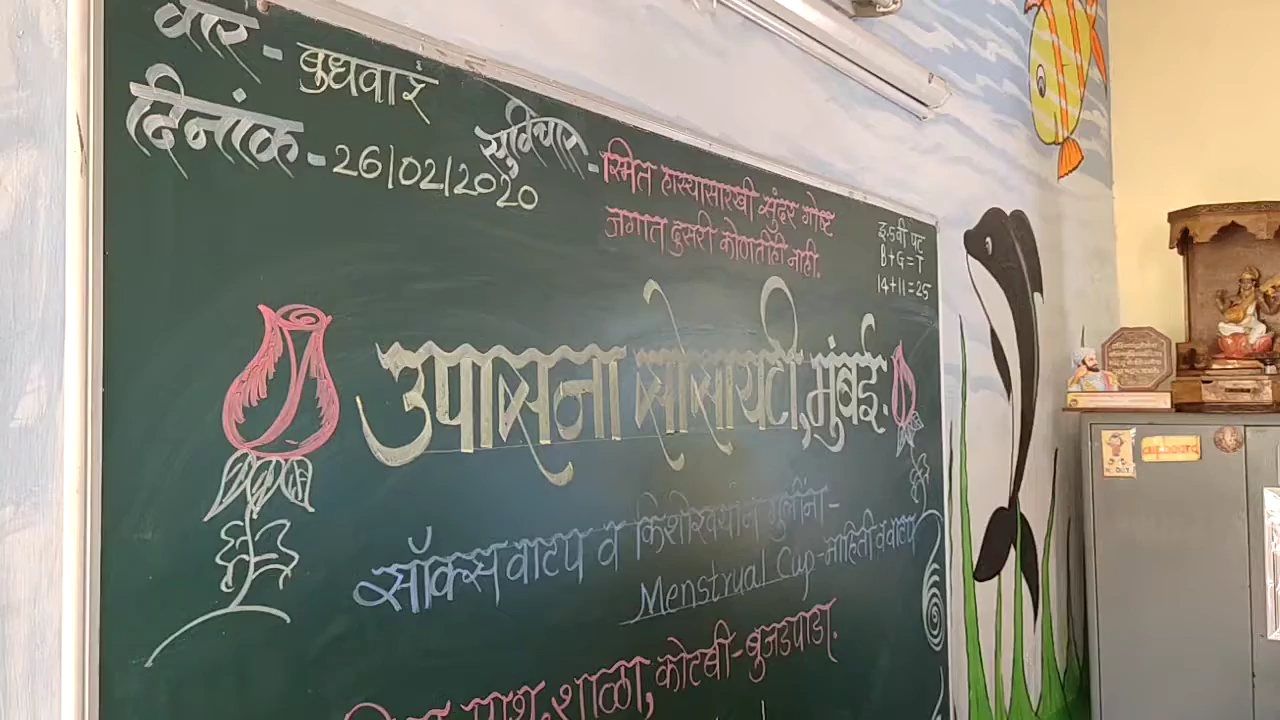 वार - बुधवार
दिनांक - 26/02/2020
सुविचार - स्मित हास्यासारखी सुंदर गोष्ट
जगात दुसरी कोणतीही नाही.
इ.5वी पट
B+G=T
14+11=25
उपासना सोसायटी, मुंबई.
सॉक्स वाटप व किशोरवयीन मुलींना -
Menstrual Cup - माहिती व वाटप
शाळा, कोटबी - बुजडपाडा.
cupboard